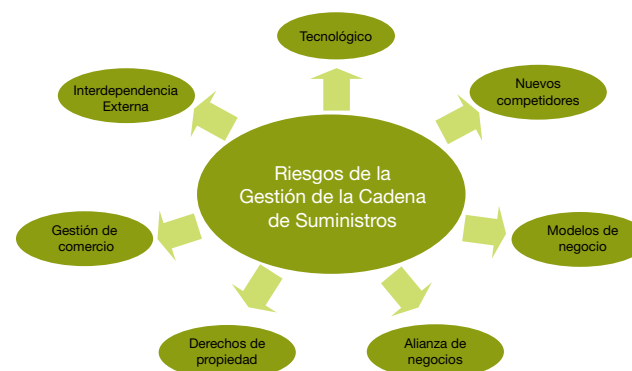 Tecnológico
Interdependencia
Externa
Nuevos
competidores
Riesgos de la
Gestión de la Cadena
de Suministros
Gestión de
comercio
Modelos de
negocio
Derechos de
propiedad
Alianza de
negocios